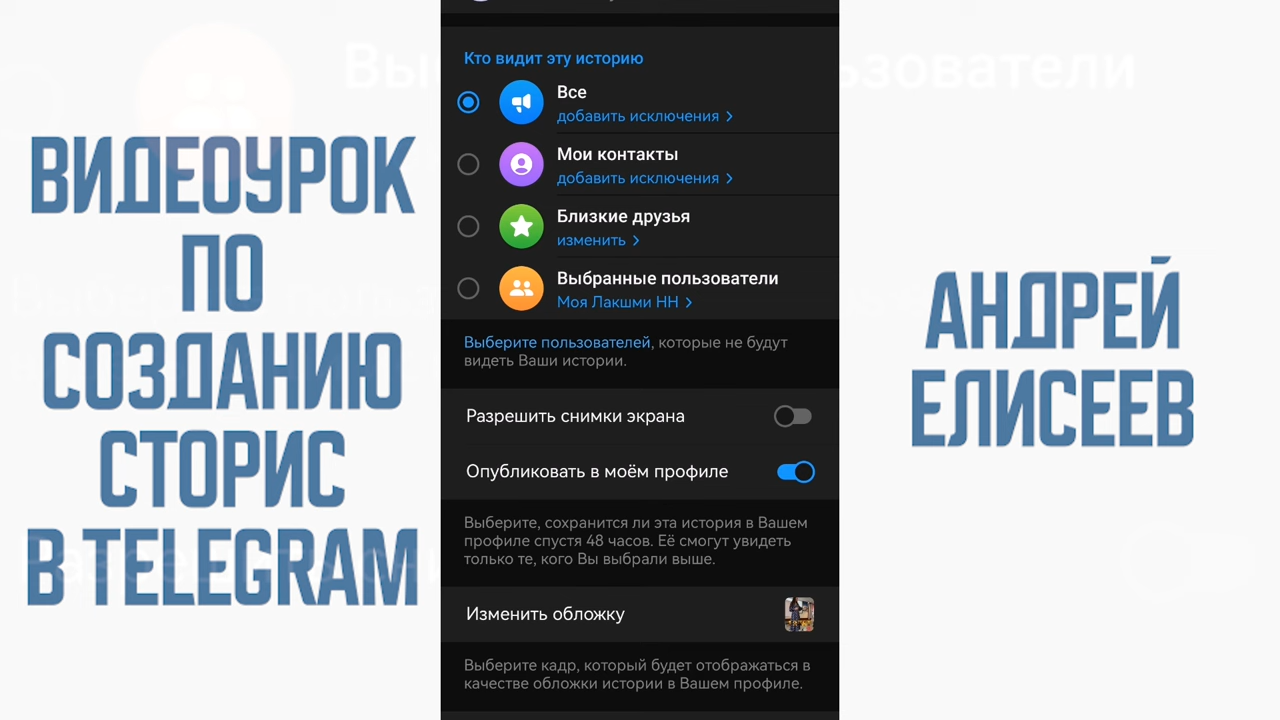 ВИДЕОУРОК
ПО
СОЗДАНИЮ
СТОРИС
В TELEGRAM
Кто видит эту историю
Все
добавить исключения
Мои контакты
добавить исключения
Близкие друзья
изменить
Выбранные пользователи
Моя Лакшми НН
Выберите пользователей, которые не будут
видеть Ваши истории.
Разрешить снимки экрана
Опубликовать в моём профиле
Выберите, сохранится ли эта история в Вашем
профиле спустя 48 часов. Её смогут увидеть
только те, кого Вы выбрали выше.
Изменить обложку
Выберите кадр, который будет отображаться в
качестве обложки истории в Вашем профиле.
АНДРЕЙ
ЕЛИСЕЕВ